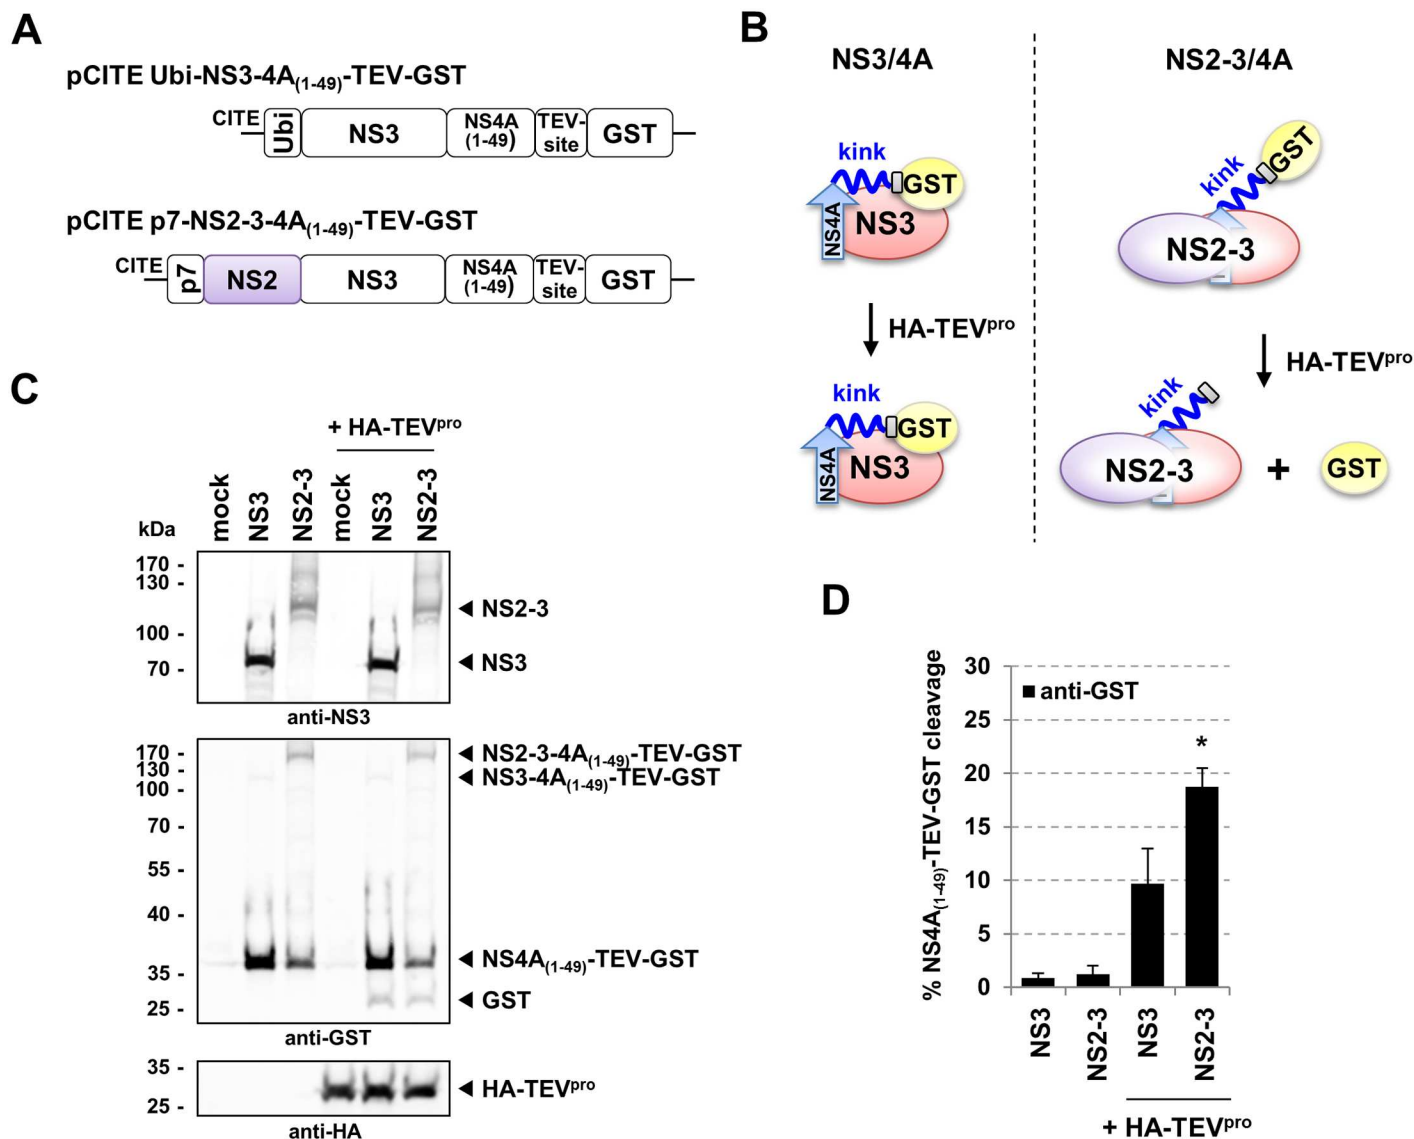 A
pCITE Ubi-NS3-4A(1-49)-TEV-GST
CITE Ubi NS3 NS4A (1-49) TEV-site GST
pCITE p7-NS2-3-4A(1-49)-TEV-GST
CITE p7 NS2 NS3 NS4A (1-49) TEV-site GST
B
NS3/4A
NS2-3/4A
kink
GST
NS4A
NS3
kink
GST
NS2-3
HA-TEVpro
HA-TEVpro
kink
GST
NS4A
NS3
kink
NS2-3
+
GST
C
+ HA-TEVpro
kDa
mock NS3 NS2-3 mock NS3 NS2-3
170 -
130 -
100 -
70 -
NS2-3
NS3
anti-NS3
170 -
130 -
100 -
70 -
55 -
40 -
35 -
25 -
NS2-3-4A(1-49)-TEV-GST
NS3-4A(1-49)-TEV-GST
NS4A(1-49)-TEV-GST
GST
anti-GST
35 -
25 -
HA-TEVpro
anti-HA
D
% NS4A(1-49)-TEV-GST cleavage
30
25
20
15
10
5
0
anti-GST
*
NS3 NS2-3 NS3 NS2-3
+ HA-TEVpro